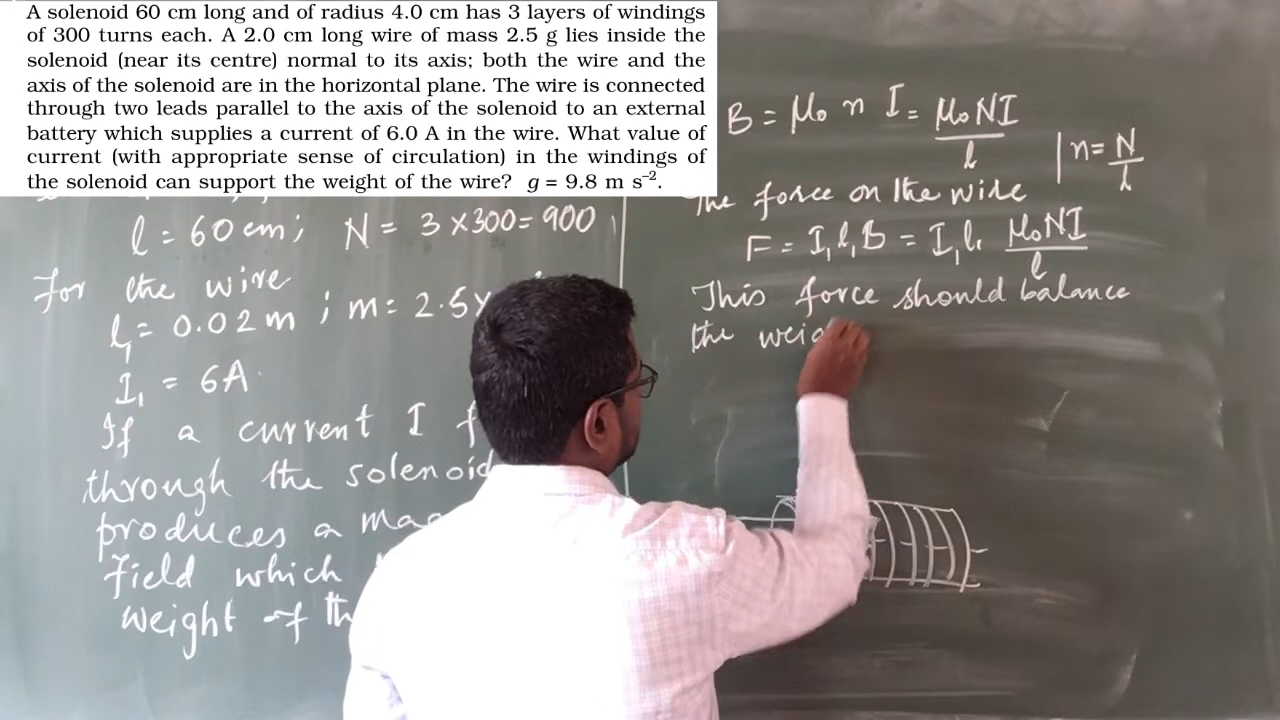 A solenoid 60 cm long and of radius 4.0 cm has 3 layers of windings
of 300 turns each. A 2.0 cm long wire of mass 2.5 g lies inside the
solenoid (near its centre) normal to its axis; both the wire and the
axis of the solenoid are in the horizontal plane. The wire is connected
through two leads parallel to the axis of the solenoid to an external
battery which supplies a current of 6.0 A in the wire. What value of
current (with appropriate sense of circulation) in the windings of
the solenoid can support the weight of the wire? g = 9.8 m s⁻².
l = 60 cm; N = 3 × 300 = 900
For the wire
l₁ = 0.02 m ; m = 2.5 ×
I₁ = 6A
If a current I
through the solenoid
produces a
field which
weight of
B = μ₀ n I = μ₀NI/l | n = N/l
The force on the wire
F = I₁ l₁ B = I₁ l₁ μ₀NI/l
This force should balance
the